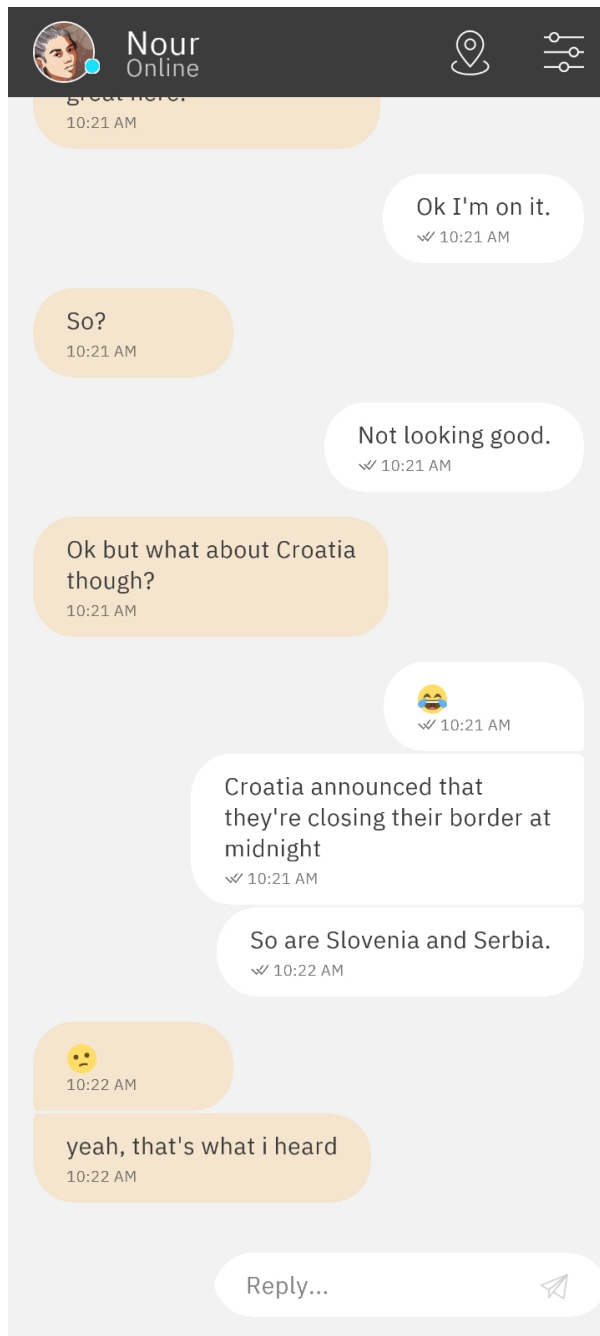 Nour
Online
great here.
10:21 AM
Ok I'm on it.
10:21 AM
So?
10:21 AM
Not looking good.
10:21 AM
Ok but what about Croatia
though?
10:21 AM
😂
10:21 AM
Croatia announced that
they're closing their border at
midnight
10:21 AM
So are Slovenia and Serbia.
10:22 AM
🫤
10:22 AM
yeah, that's what i heard
10:22 AM
Reply...